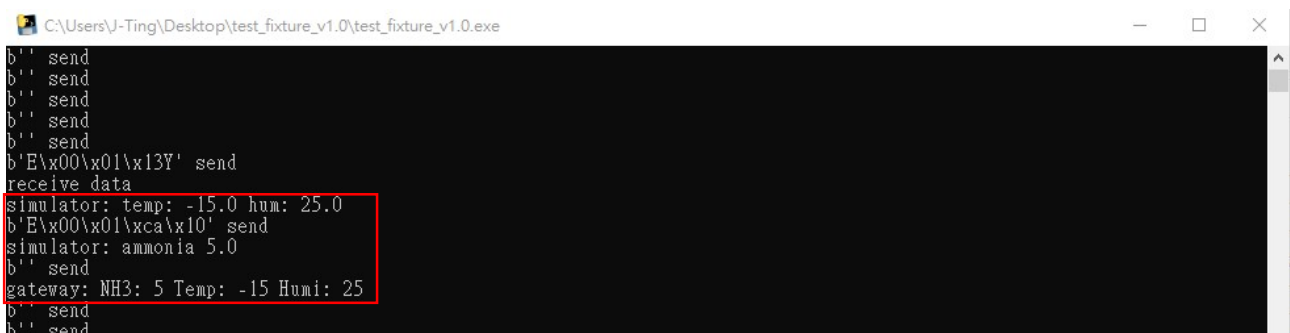 C:\Users\J-Ting\Desktop\test_fixture_v1.0\test_fixture_v1.0.exe
b'' send
b'' send
b'' send
b'' send
b'' send
b'E\x00\x01\x13Y' send
receive data
simulator: temp: -15.0 hum: 25.0
b'E\x00\x01\xca\x10' send
simulator: ammonia 5.0
b'' send
gateway: NH3: 5 Temp: -15 Humi: 25
b'' send
b'' send